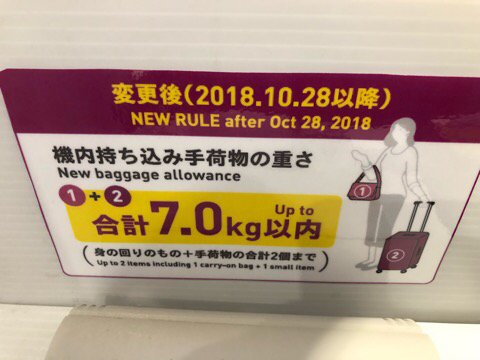 変更後(2018.10.28以降)
NEW RULE after Oct 28, 2018
機内持ち込み手荷物の重さ
New baggage allowance
1 + 2
合計7.0kg以内
Up to
(身の回りのもの+手荷物の合計2個まで)
(Up to 2 items including 1 carry-on bag + 1 small item)
1
2